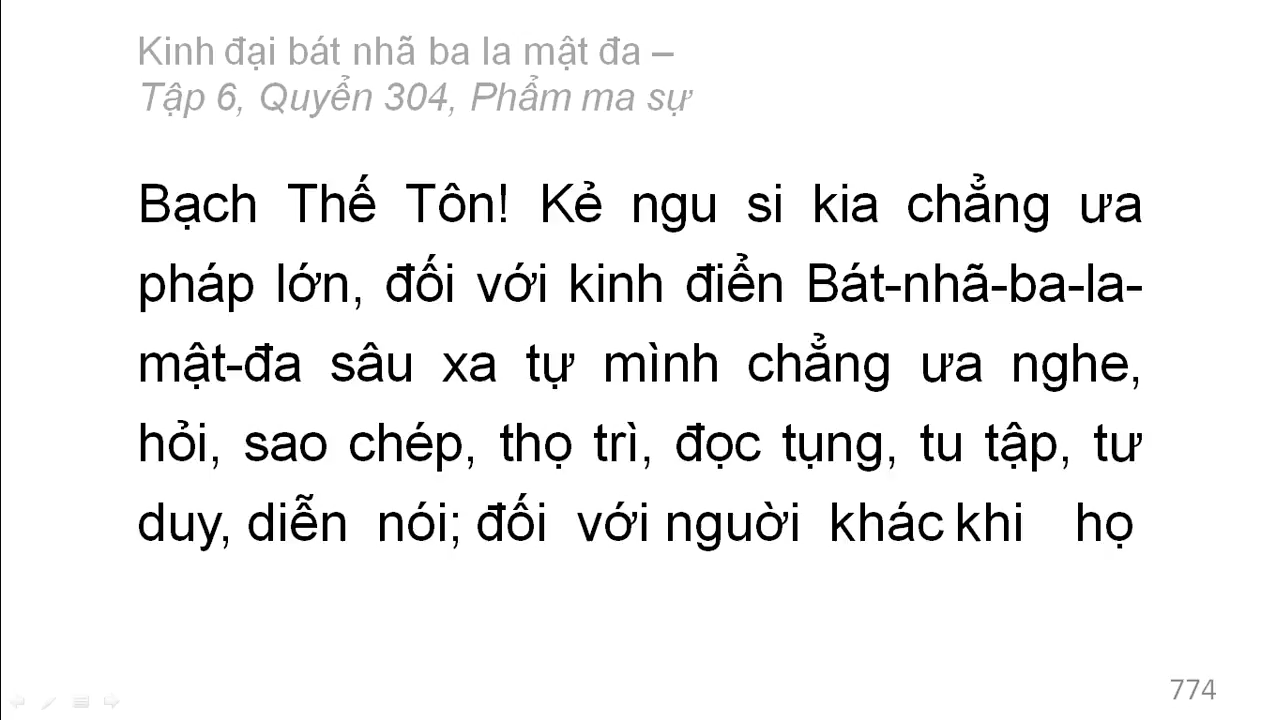 Kinh đại bát nhã ba la mật đa –
Tập 6, Quyển 304, Phẩm ma sự
Bạch Thế Tôn! Kẻ ngu si kia chẳng ưa
pháp lớn, đối với kinh điển Bát-nhã-ba-la-
mật-đa sâu xa tự mình chẳng ưa nghe,
hỏi, sao chép, thọ trì, đọc tụng, tu tập, tư
duy, diễn nói; đối với nguời khác khi họ
774